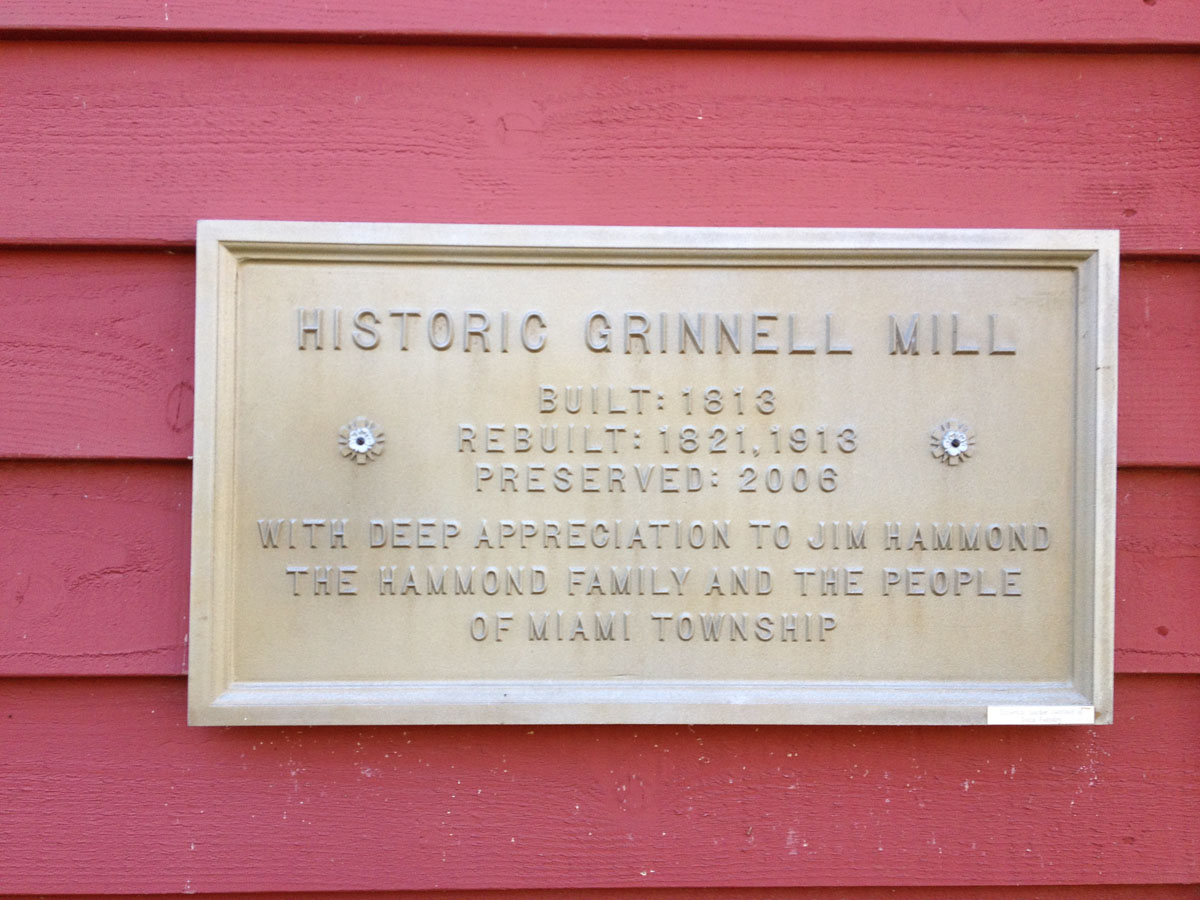 HISTORIC GRINNELL MILL
BUILT: 1813
REBUILT: 1821, 1913
PRESERVED: 2006
WITH DEEP APPRECIATION TO JIM HAMMOND
THE HAMMOND FAMILY AND THE PEOPLE
OF MIAMI TOWNSHIP